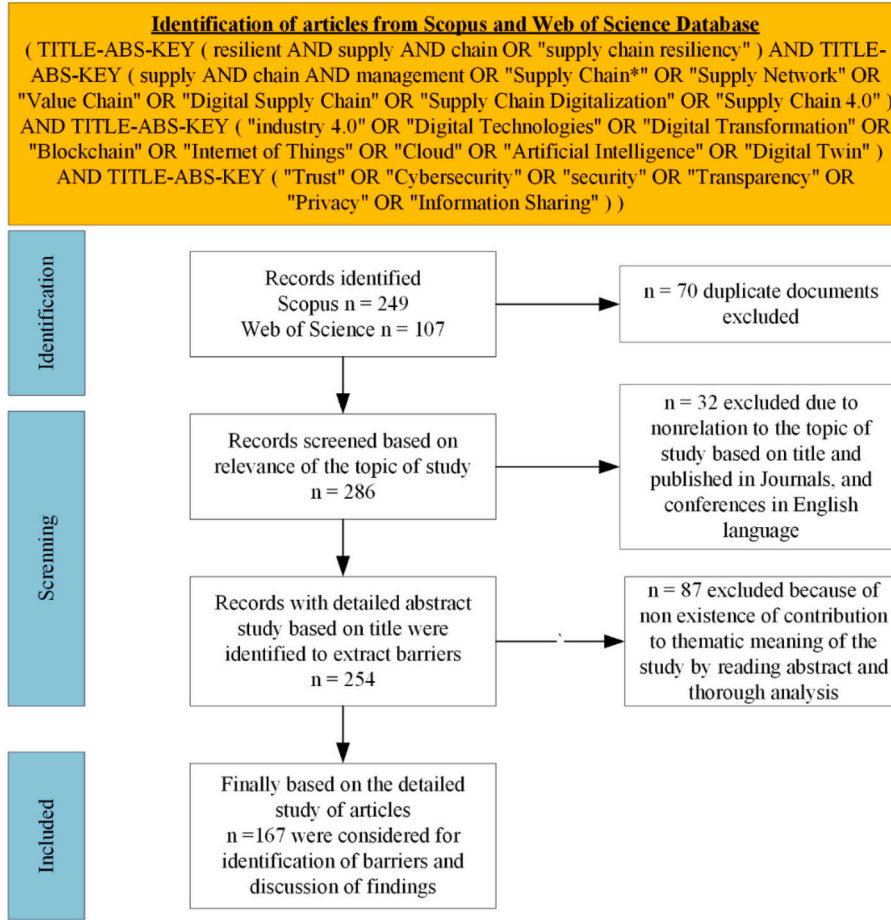 Identification of articles from Scopus and Web of Science Database
( TITLE-ABS-KEY ( resilient AND supply AND chain OR "supply chain resiliency" ) AND TITLE-
ABS-KEY ( supply AND chain AND management OR "Supply Chain*" OR "Supply Network" OR
"Value Chain" OR "Digital Supply Chain" OR "Supply Chain Digitalization" OR "Supply Chain 4.0" )
AND TITLE-ABS-KEY ( "industry 4.0" OR "Digital Technologies" OR "Digital Transformation" OR
"Blockchain" OR "Internet of Things" OR "Cloud" OR "Artificial Intelligence" OR "Digital Twin" )
AND TITLE-ABS-KEY ( "Trust" OR "Cybersecurity" OR "security" OR "Transparency" OR
"Privacy" OR "Information Sharing" ) )
Identification
Records identified
Scopus n = 249
Web of Science n = 107
n = 70 duplicate documents
excluded
Screnning
Records screened based on
relevance of the topic of study
n = 286
n = 32 excluded due to
nonrelation to the topic of
study based on title and
published in Journals, and
conferences in English
language
Records with detailed abstract
study based on title were
identified to extract barriers
n = 254
n = 87 excluded because of
non existence of contribution
to thematic meaning of the
study by reading abstract and
thorough analysis
Included
Finally based on the detailed
study of articles
n =167 were considered for
identification of barriers and
discussion of findings